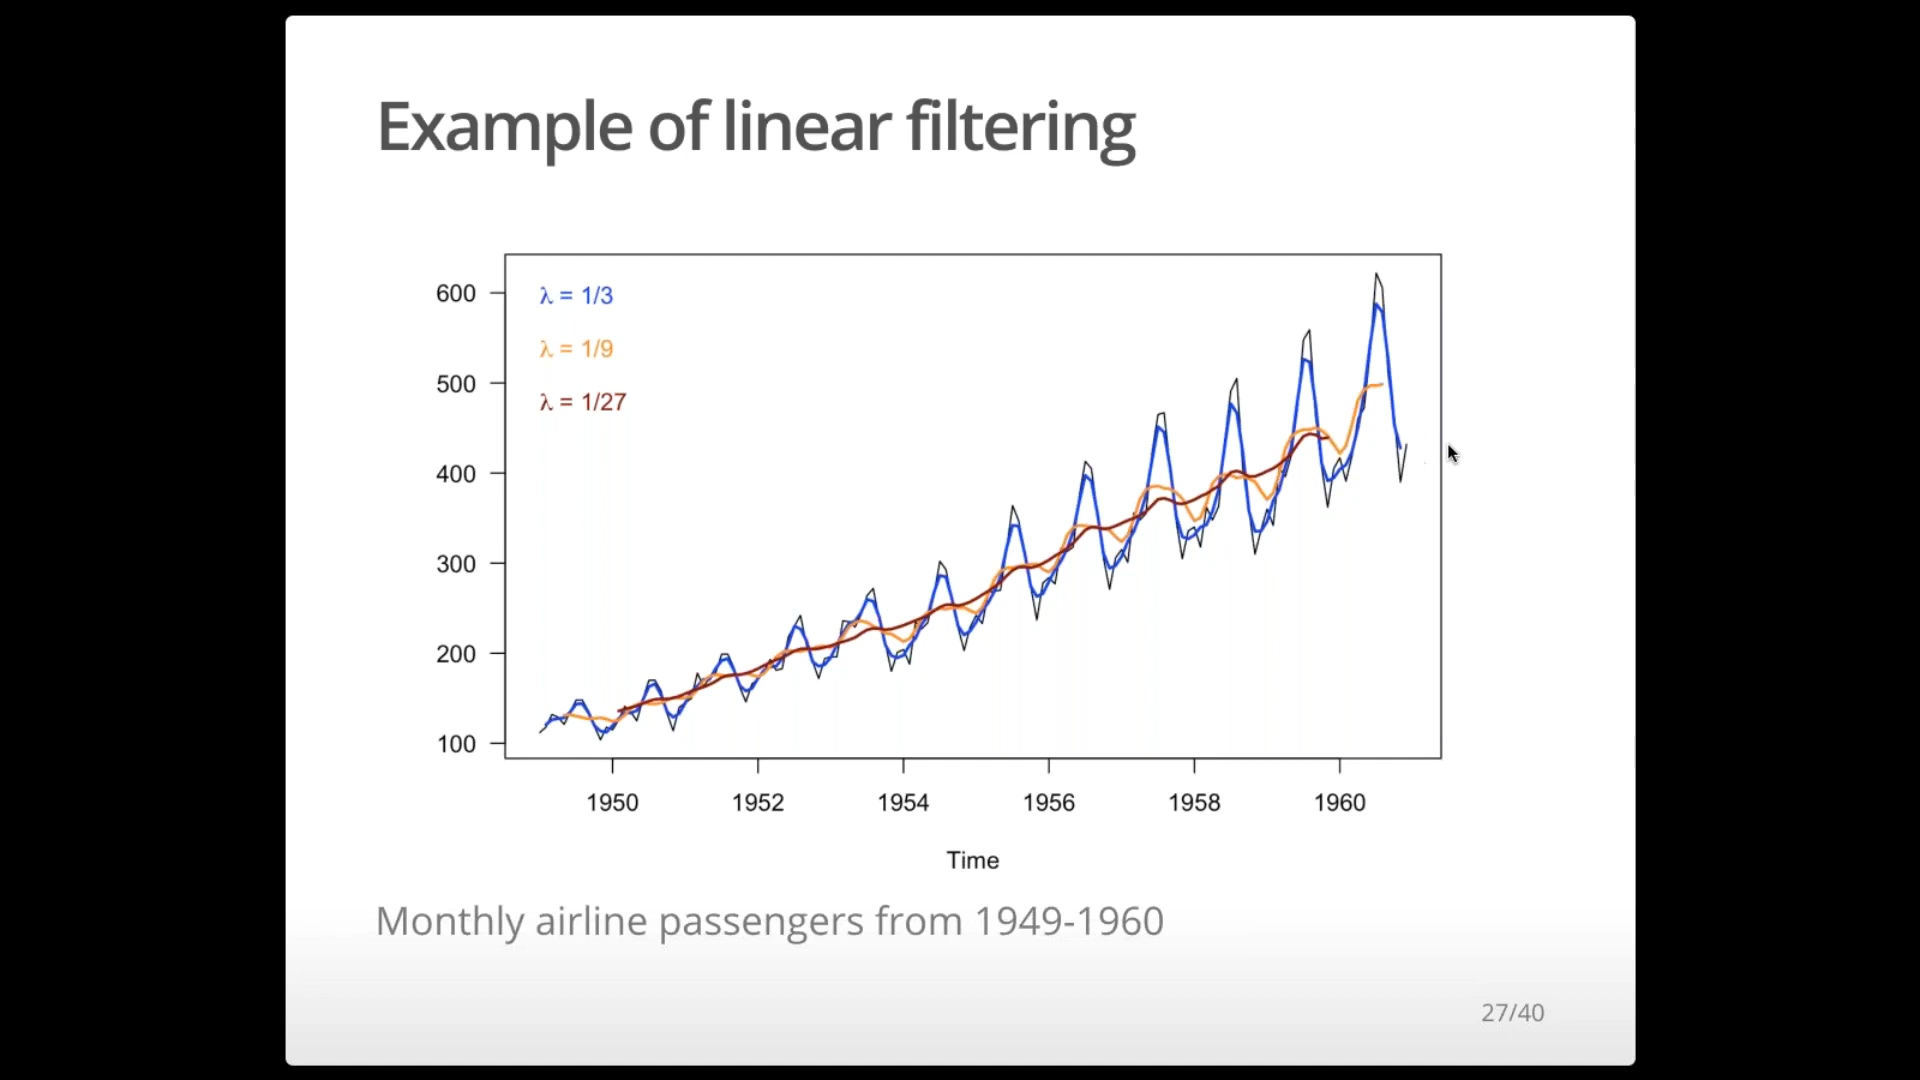 Example of linear filtering
600
500
400
300
200
100
λ = 1/3
λ = 1/9
λ = 1/27
1950 1952 1954 1956 1958 1960
Time
Monthly airline passengers from 1949-1960
27/40